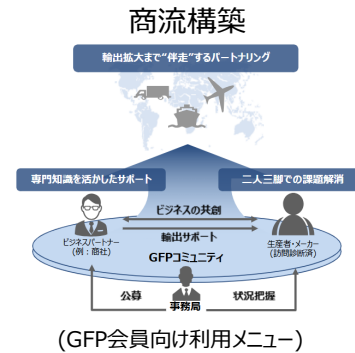 商流構築
輸出拡大まで“伴走”するパートナリング
専門知識を活かしたサポート
二人三脚での課題解消
ビジネスの共創
輸出サポート
ビジネスパートナー
(例：商社)
生産者・メーカー
(訪問診断済)
GFPコミュニティ
公募
事務局
状況把握
(GFP会員向け利用メニュー)